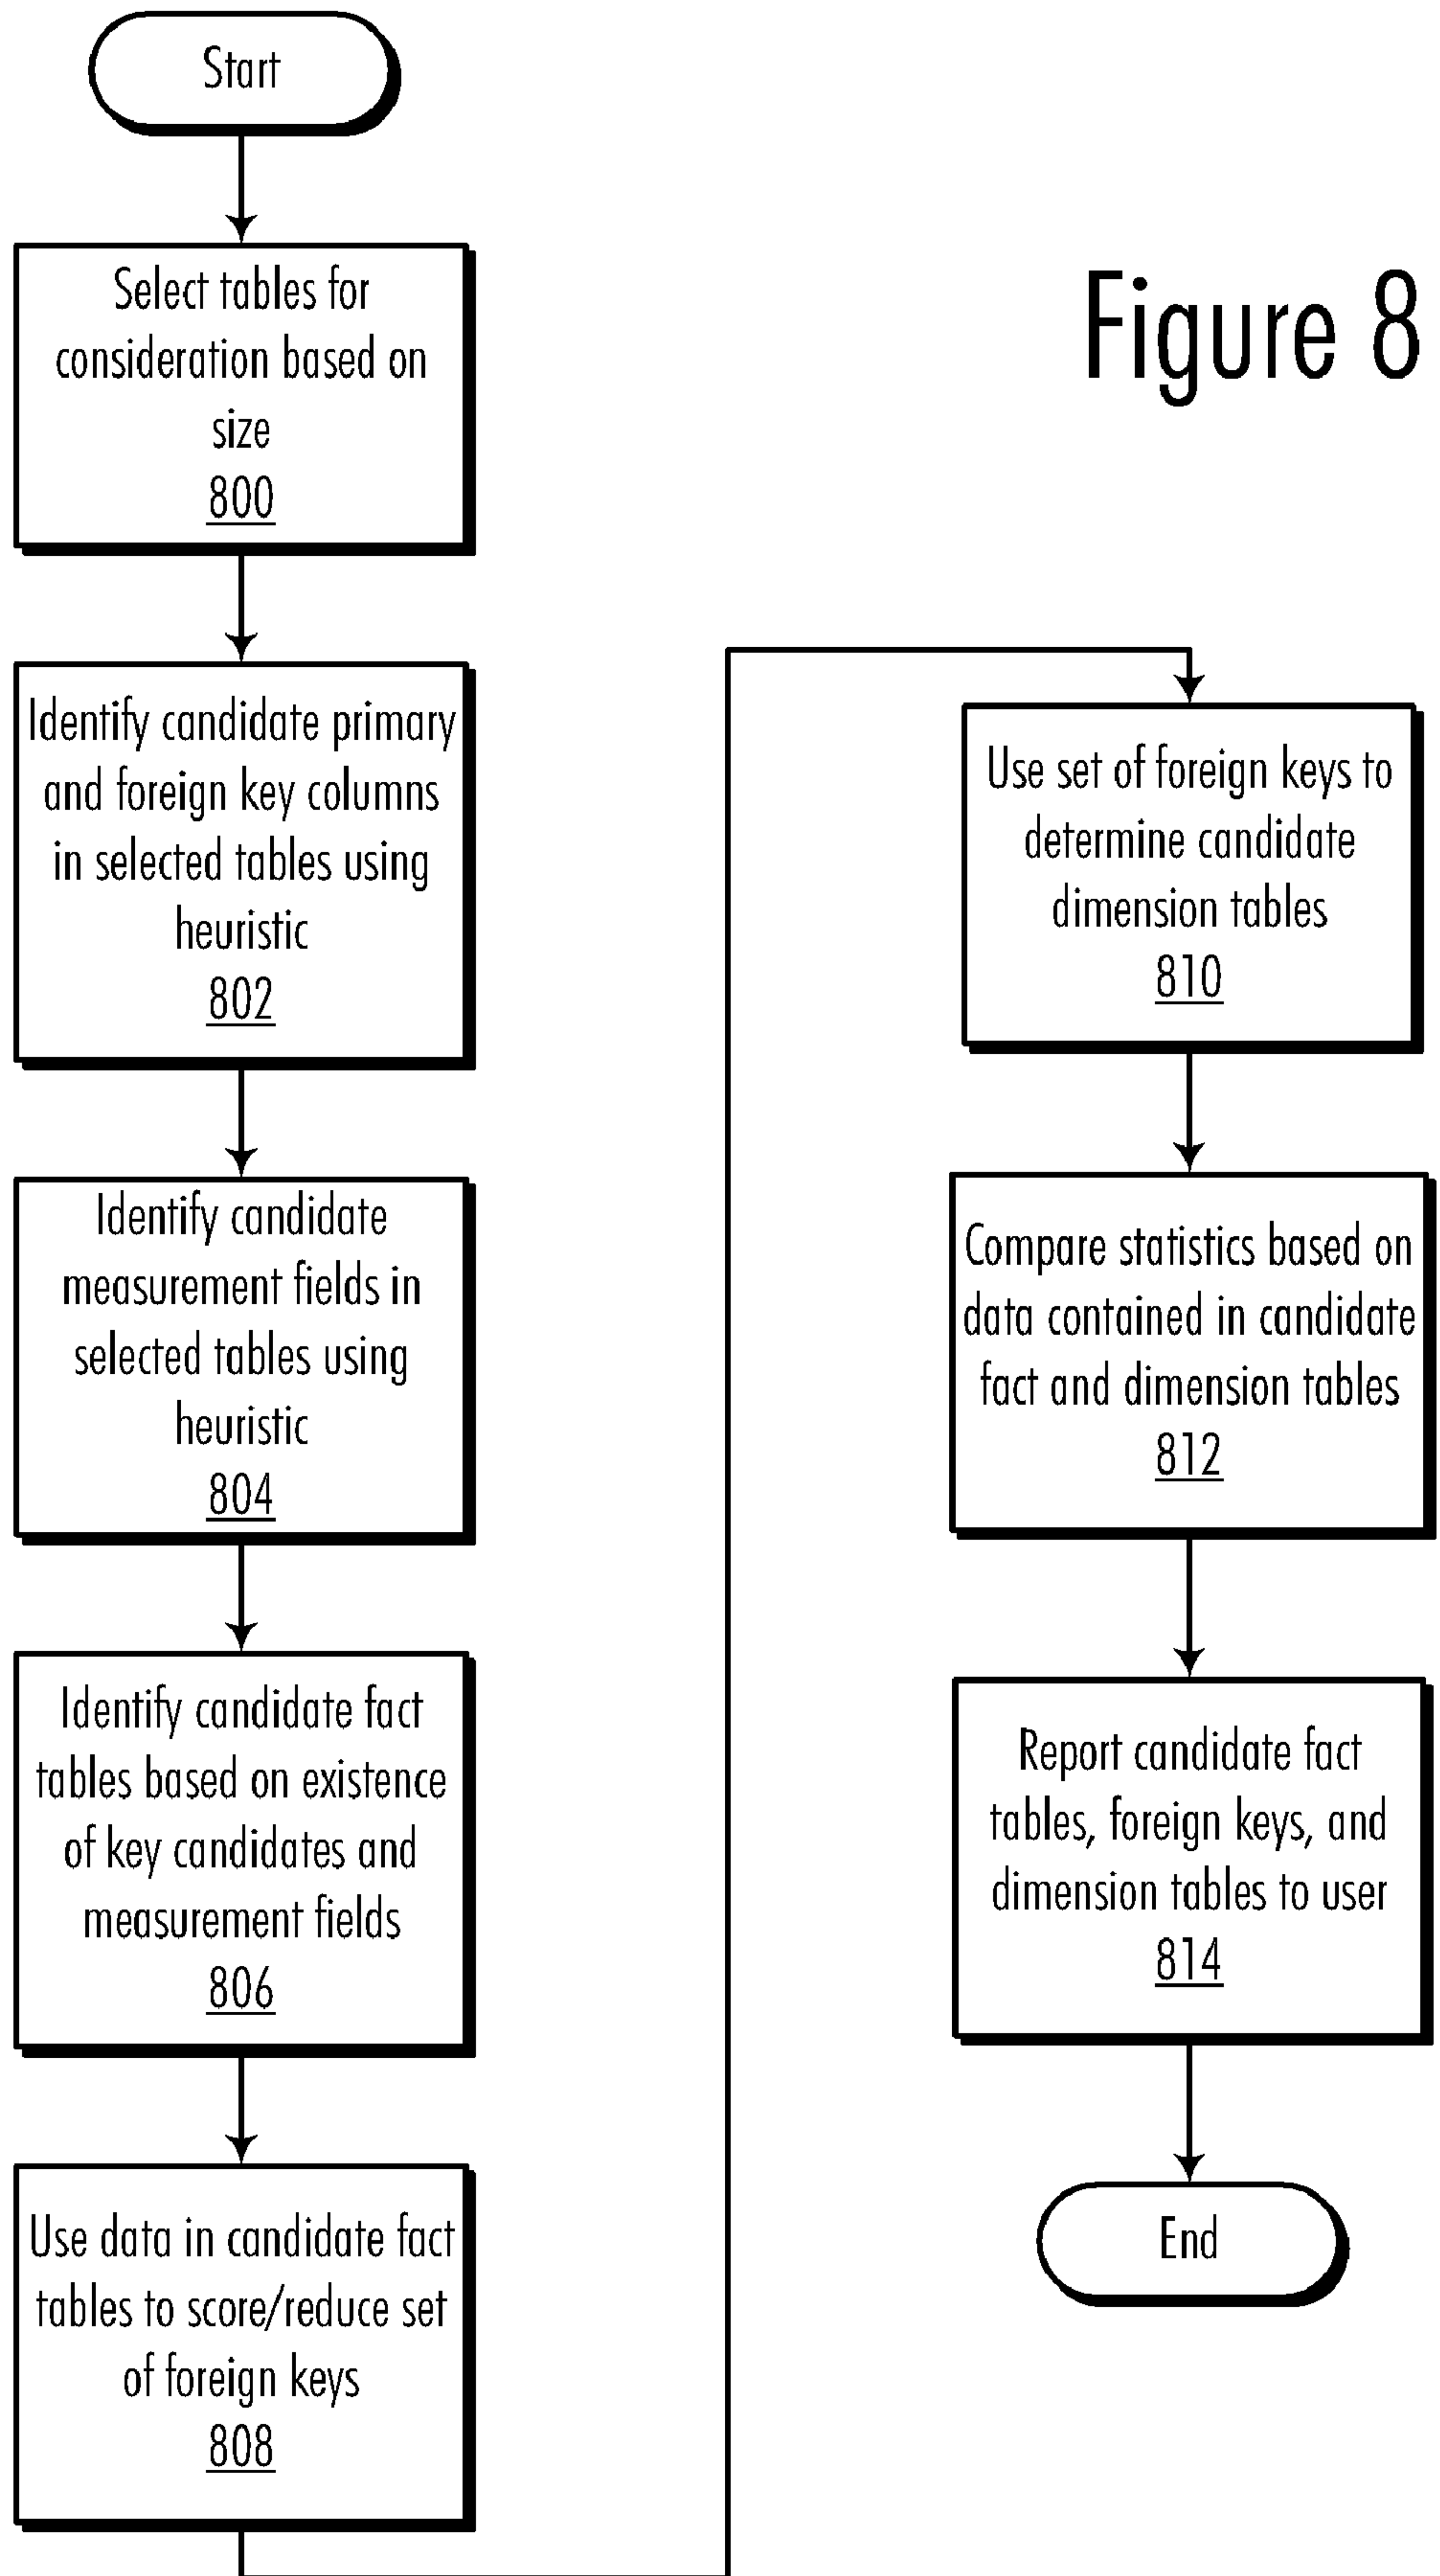 Figure 8
Start
Select tables for
consideration based on
size
800
Identify candidate primary
and foreign key columns
in selected tables using
heuristic
802
Identify candidate
measurement fields in
selected tables using
heuristic
804
Identify candidate fact
tables based on existence
of key candidates and
measurement fields
806
Use data in candidate fact
tables to score/reduce set
of foreign keys
808
Use set of foreign keys to
determine candidate
dimension tables
810
Compare statistics based on
data contained in candidate
fact and dimension tables
812
Report candidate fact
tables, foreign keys, and
dimension tables to user
814
End